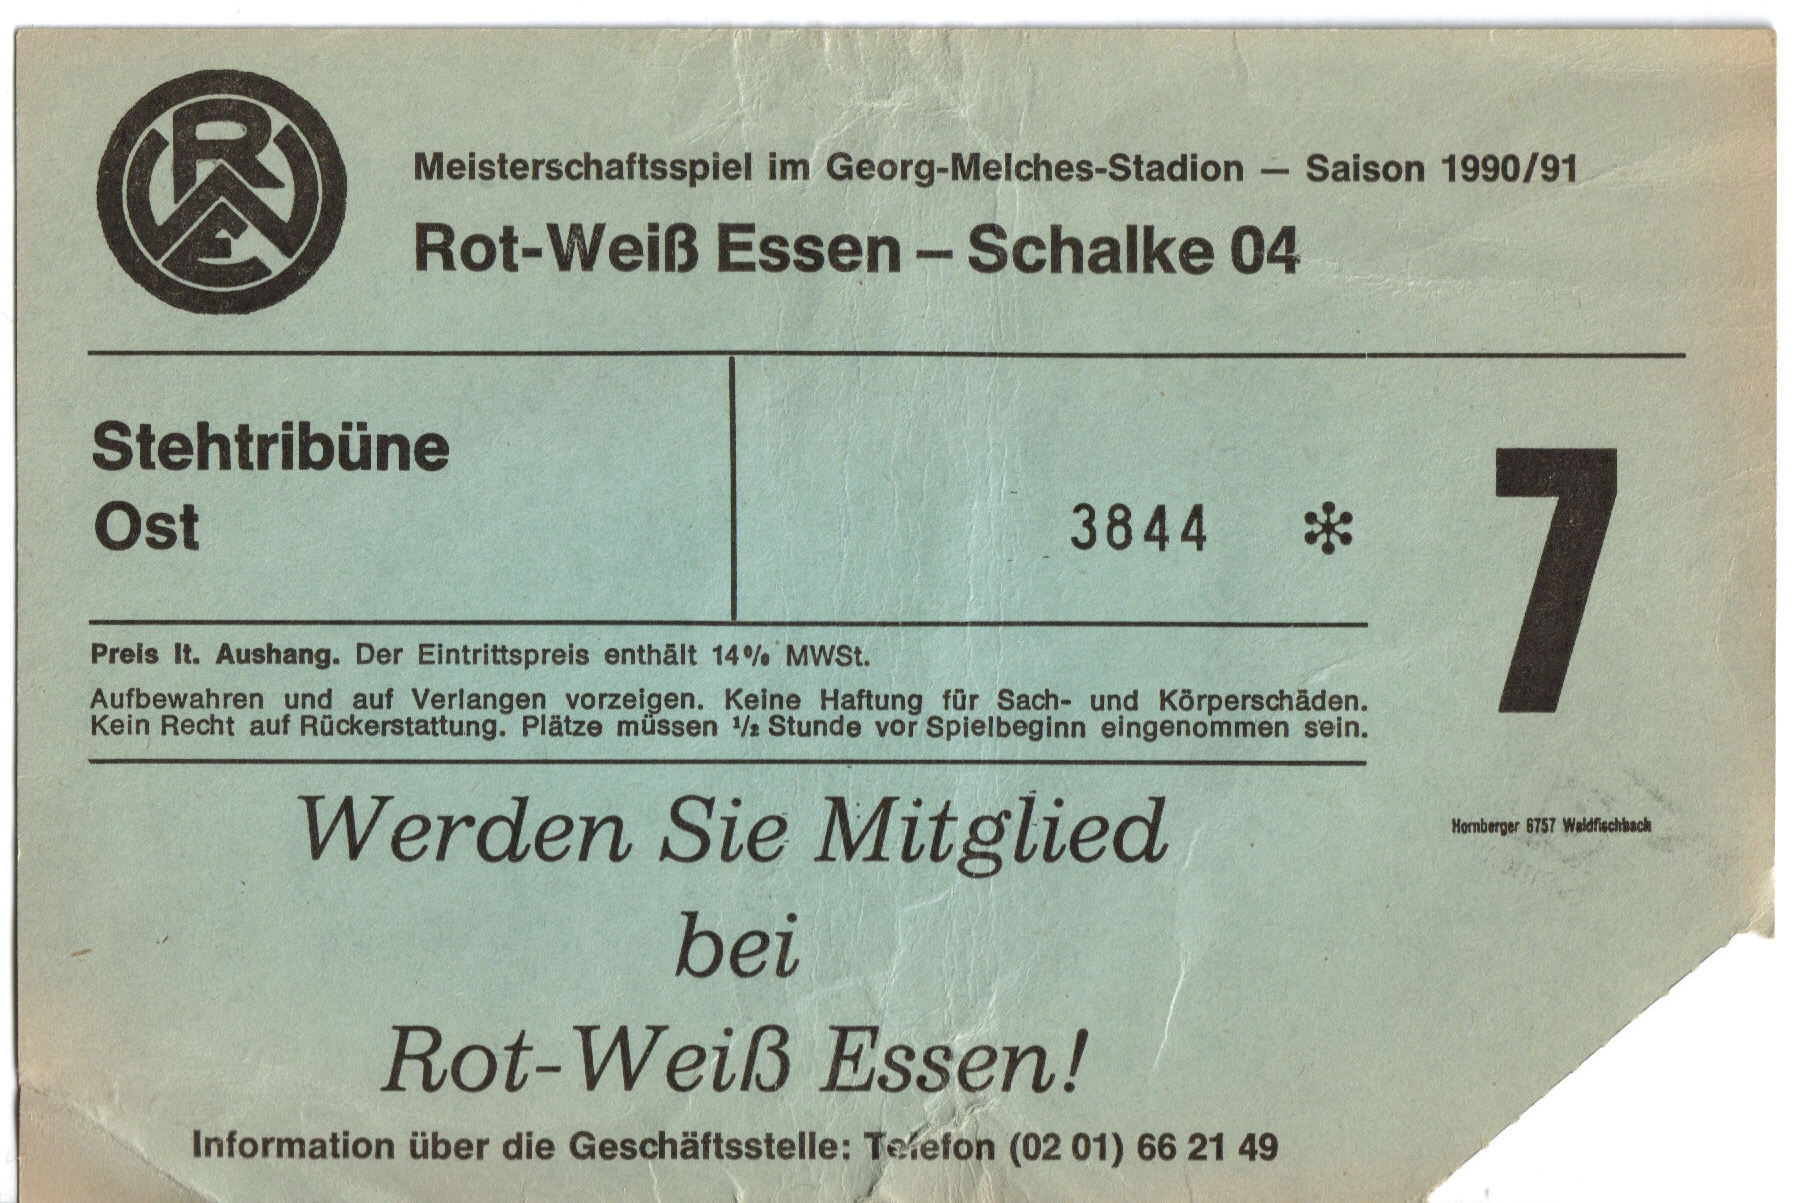 RWE
Meisterschaftsspiel im Georg-Melches-Stadion — Saison 1990/91
Rot-Weiß Essen – Schalke 04
Stehtribüne
Ost
3844 *
7
Preis lt. Aushang. Der Eintrittspreis enthält 14% MWSt.
Aufbewahren und auf Verlangen vorzeigen. Keine Haftung für Sach- und Körperschäden.
Kein Recht auf Rückerstattung. Plätze müssen ½ Stunde vor Spielbeginn eingenommen sein.
Hornberger 6757 Waldfischbach
Werden Sie Mitglied
bei
Rot-Weiß Essen!
Information über die Geschäftsstelle: Telefon (02 01) 66 21 49